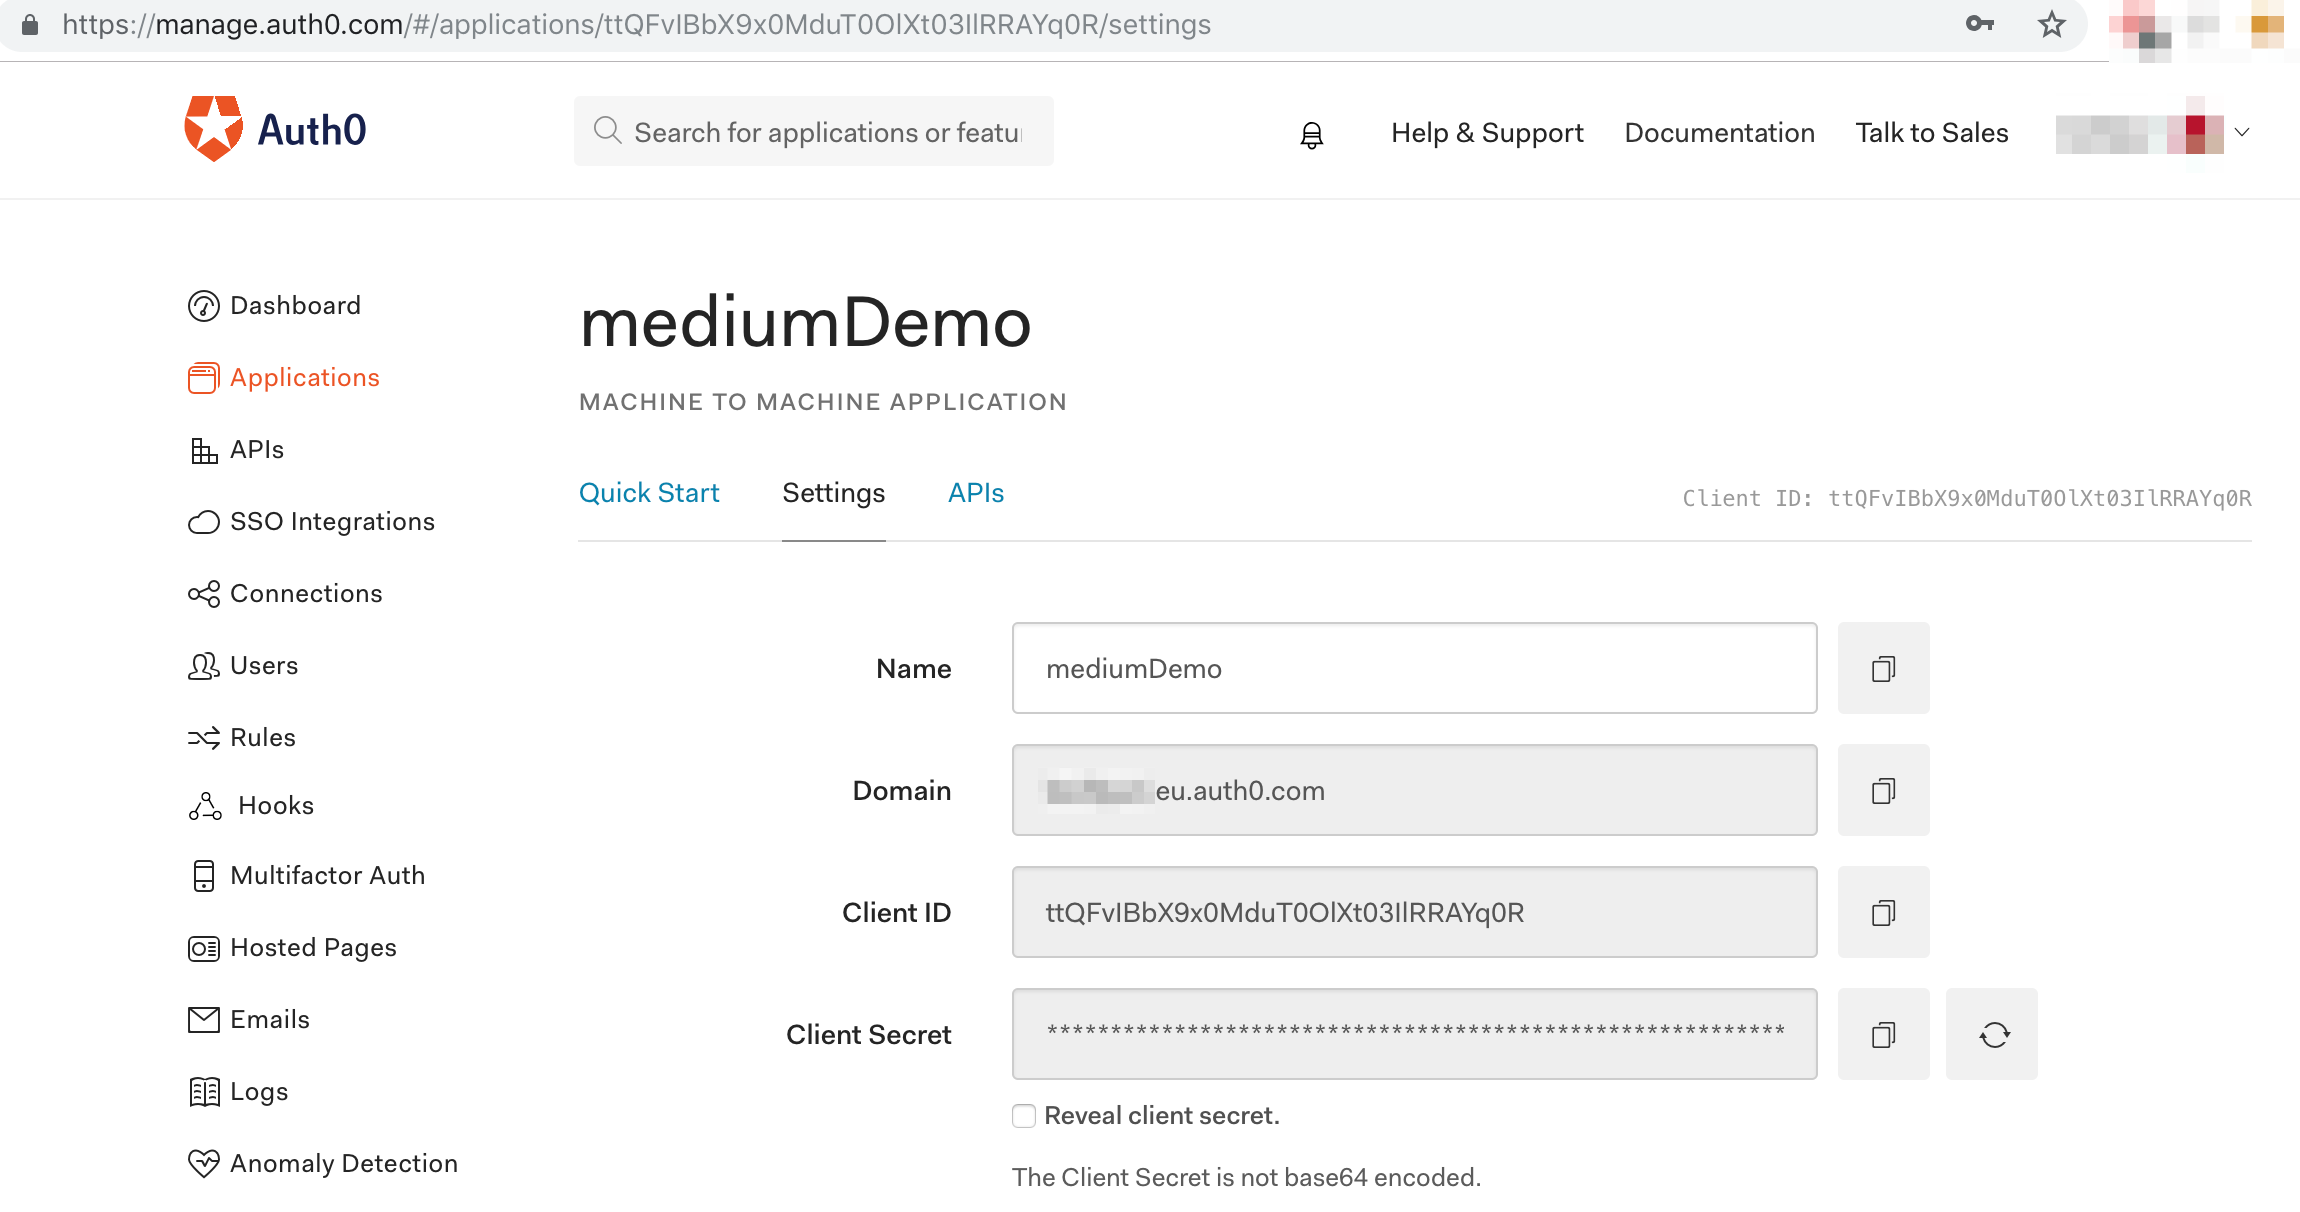 https://manage.auth0.com/#/applications/ttQFvIBbX9x0MduT0OlXt03IlRRAYq0R/settings
Auth0
Search for applications or featu
Help & Support
Documentation
Talk to Sales
Dashboard
Applications
APIs
SSO Integrations
Connections
Users
Rules
Hooks
Multifactor Auth
Hosted Pages
Emails
Logs
Anomaly Detection
mediumDemo
MACHINE TO MACHINE APPLICATION
Quick Start
Settings
APIs
Client ID: ttQFvIBbX9x0MduT0OlXt03IlRRAYq0R
Name
mediumDemo
Domain
eu.auth0.com
Client ID
ttQFvIBbX9x0MduT0OlXt03IlRRAYq0R
Client Secret
**********************************************************
Reveal client secret.
The Client Secret is not base64 encoded.